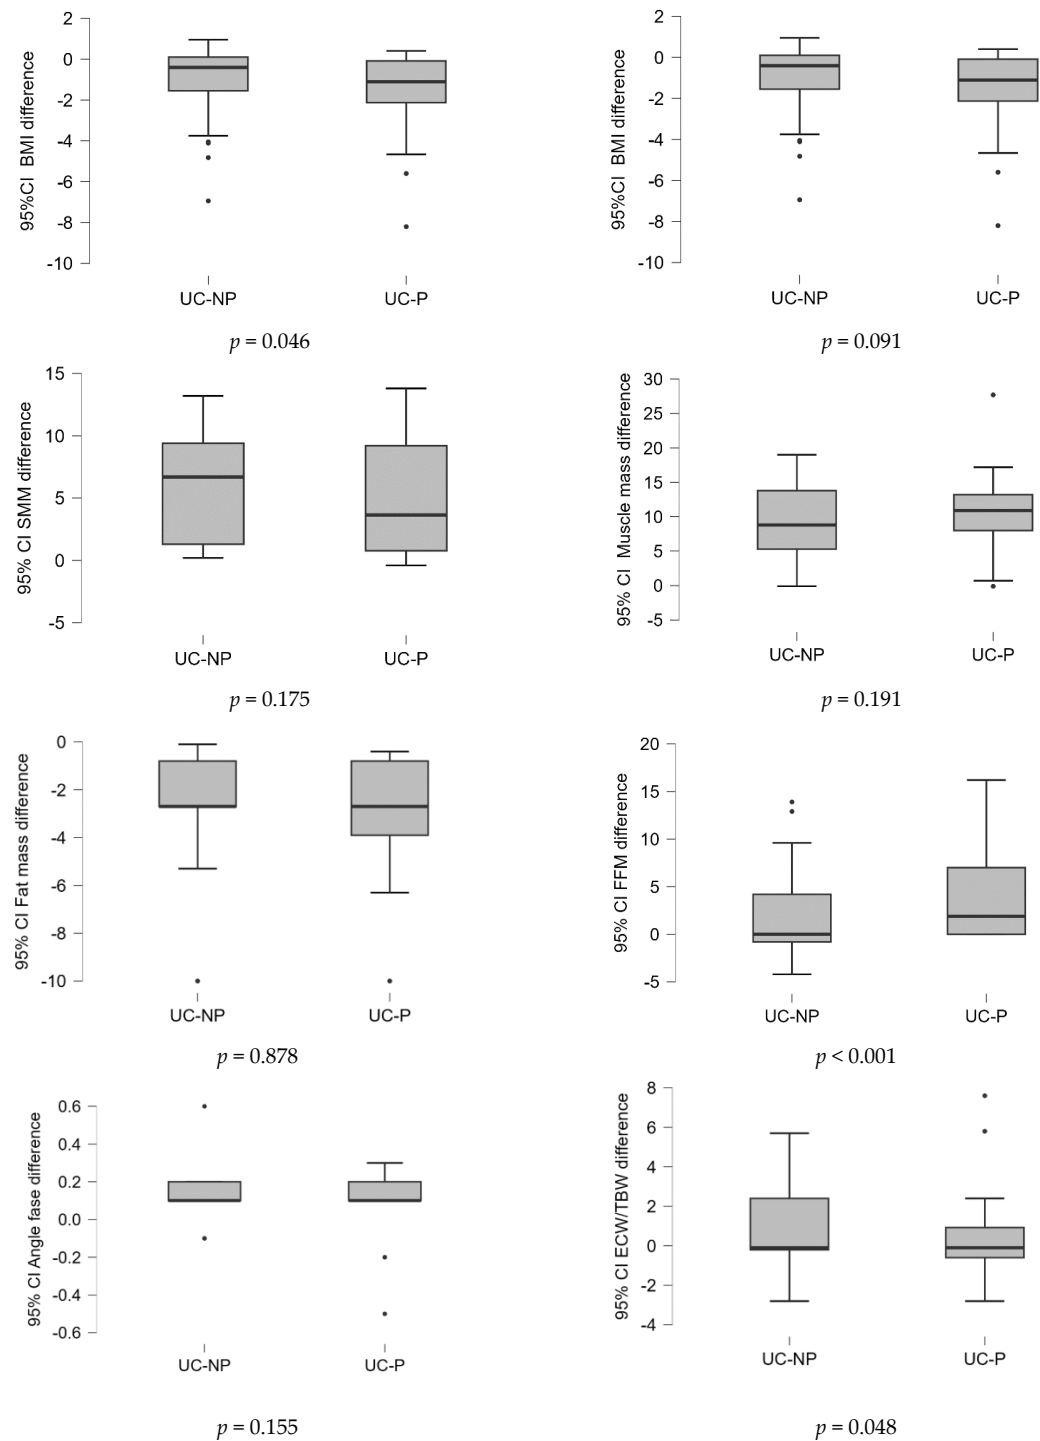 95%CI BMI difference
2
0
-2
-4
-6
-8
-10
UC-NP UC-P
p = 0.046
95%CI BMI difference
2
0
-2
-4
-6
-8
-10
UC-NP UC-P
p = 0.091
95% CI SMM difference
15
10
5
0
-5
UC-NP UC-P
p = 0.175
95% CI Muscle mass difference
30
25
20
15
10
5
0
-5
UC-NP UC-P
p = 0.191
95% CI Fat mass difference
0
-2
-4
-6
-8
-10
UC-NP UC-P
p = 0.878
95% CI FFM difference
20
15
10
5
0
-5
UC-NP UC-P
p < 0.001
95% CI Angle fase difference
0.6
0.4
0.2
0.0
-0.2
-0.4
-0.6
UC-NP UC-P
p = 0.155
95% CI ECW/TBW difference
8
6
4
2
0
-2
-4
UC-NP UC-P
p = 0.048